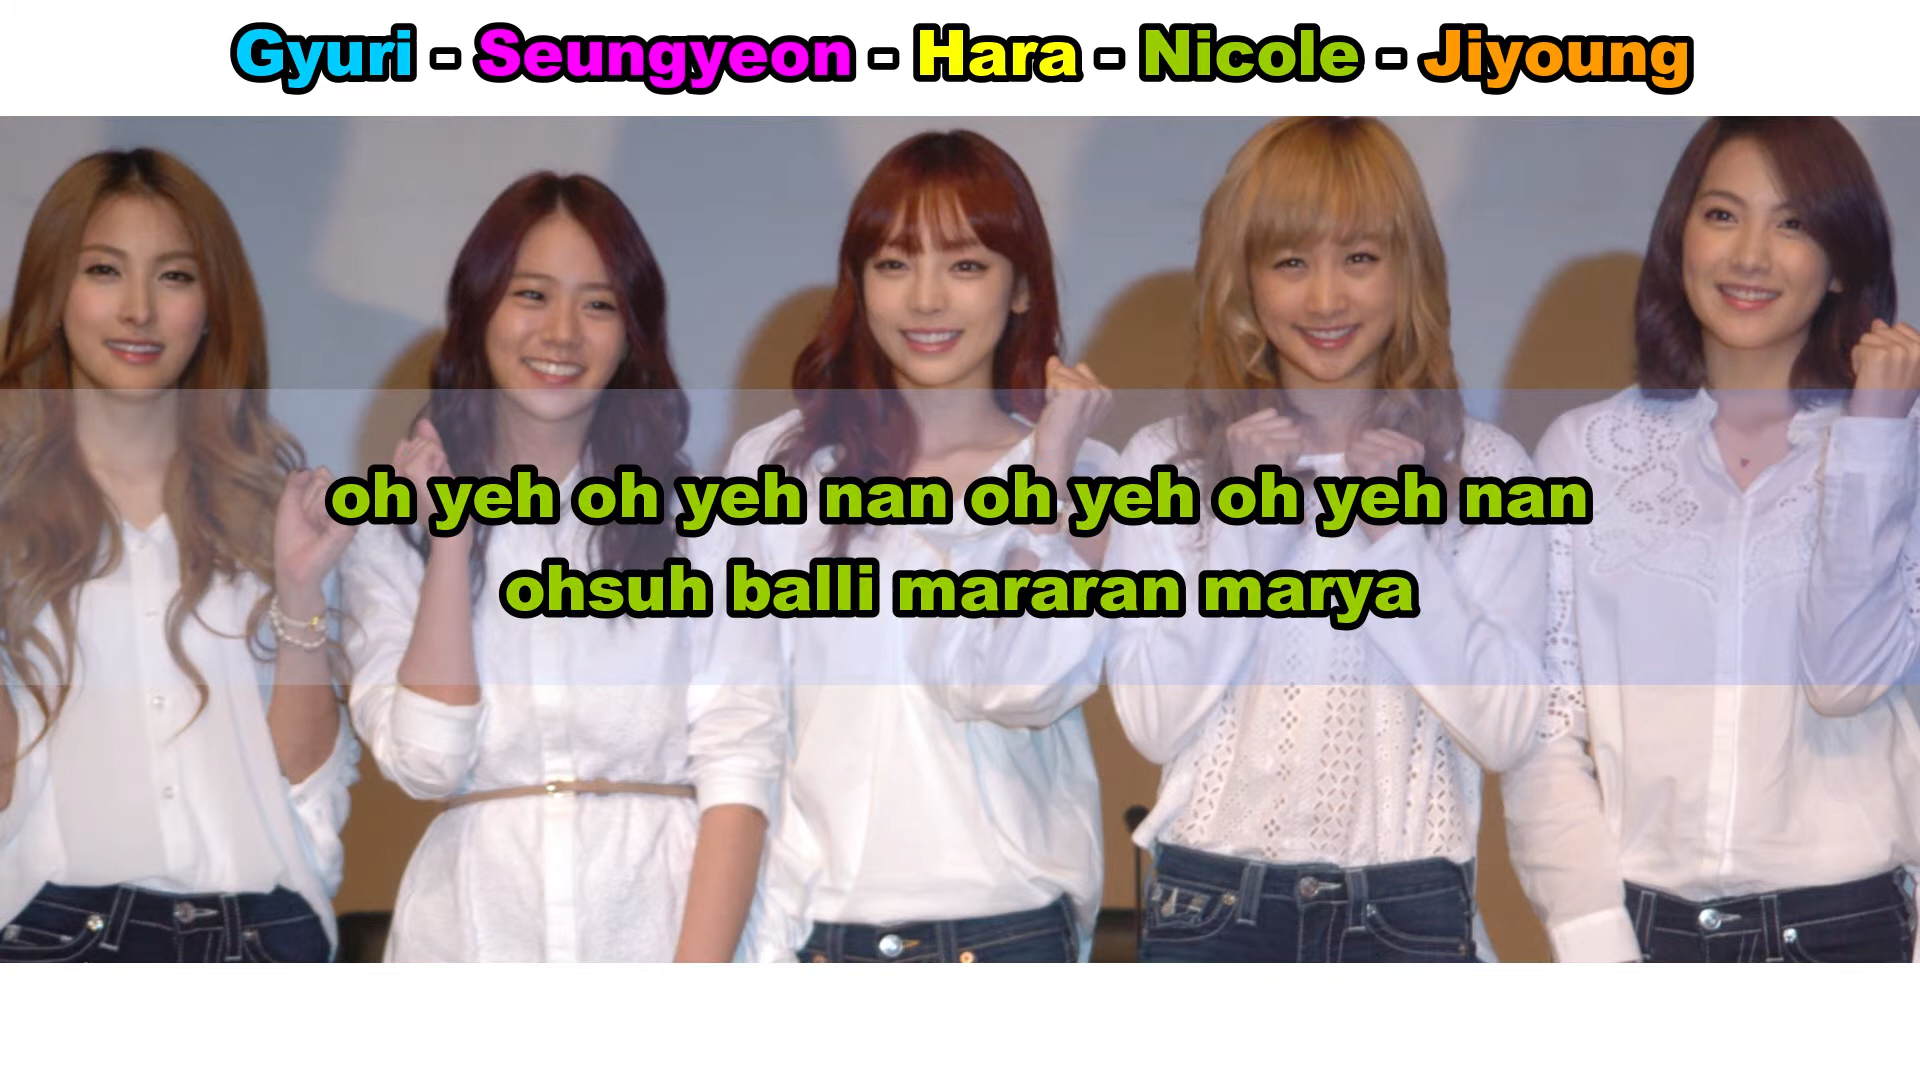 Gyuri - Seungyeon - Hara - Nicole - Jiyoung
oh yeh oh yeh nan oh yeh oh yeh nan
ohsuh balli mararan marya